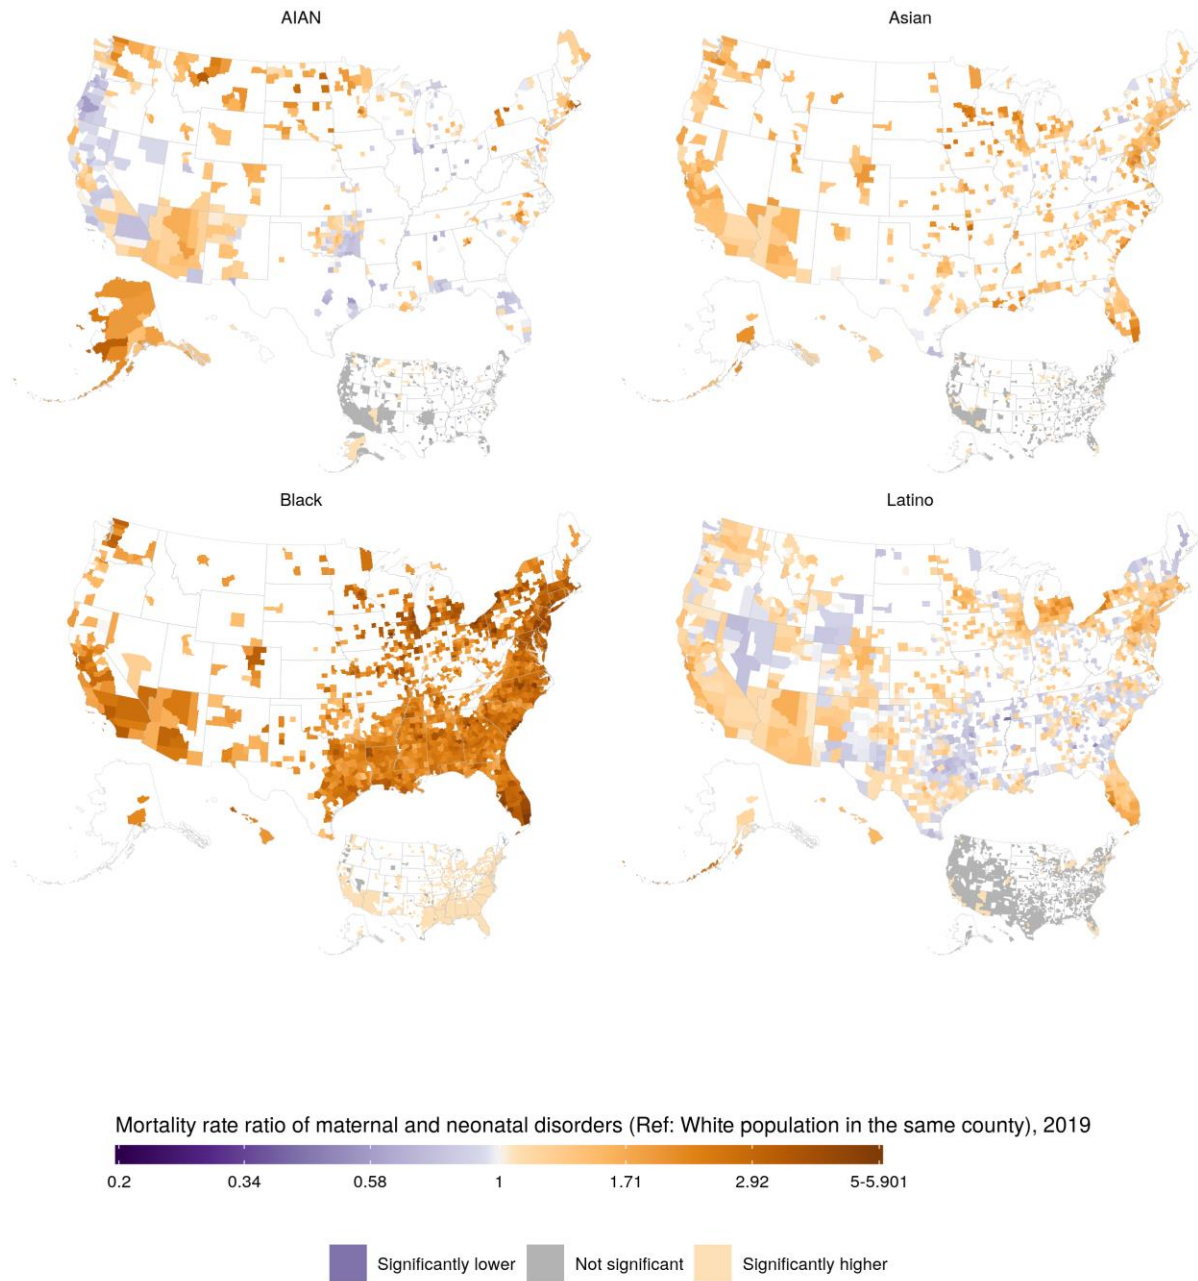 AIAN
Asian
Black
Latino
Mortality rate ratio of maternal and neonatal disorders (Ref: White population in the same county), 2019
0.2 0.34 0.58 1 1.71 2.92 5-5.901
Significantly lower Not significant Significantly higher